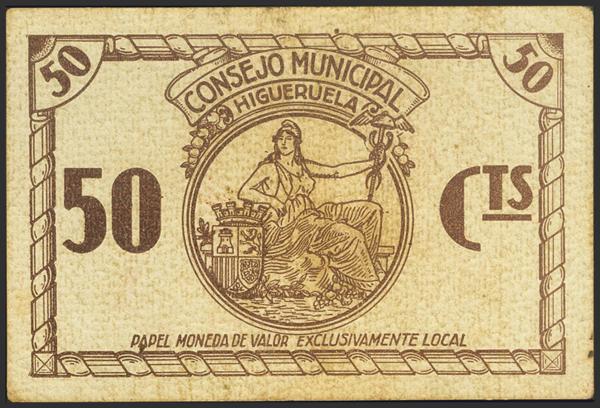 50 50
CONSEJO MUNICIPAL
HIGUERUELA
50 CTS
PAPEL MONEDA DE VALOR EXCLUSIVAMENTE LOCAL